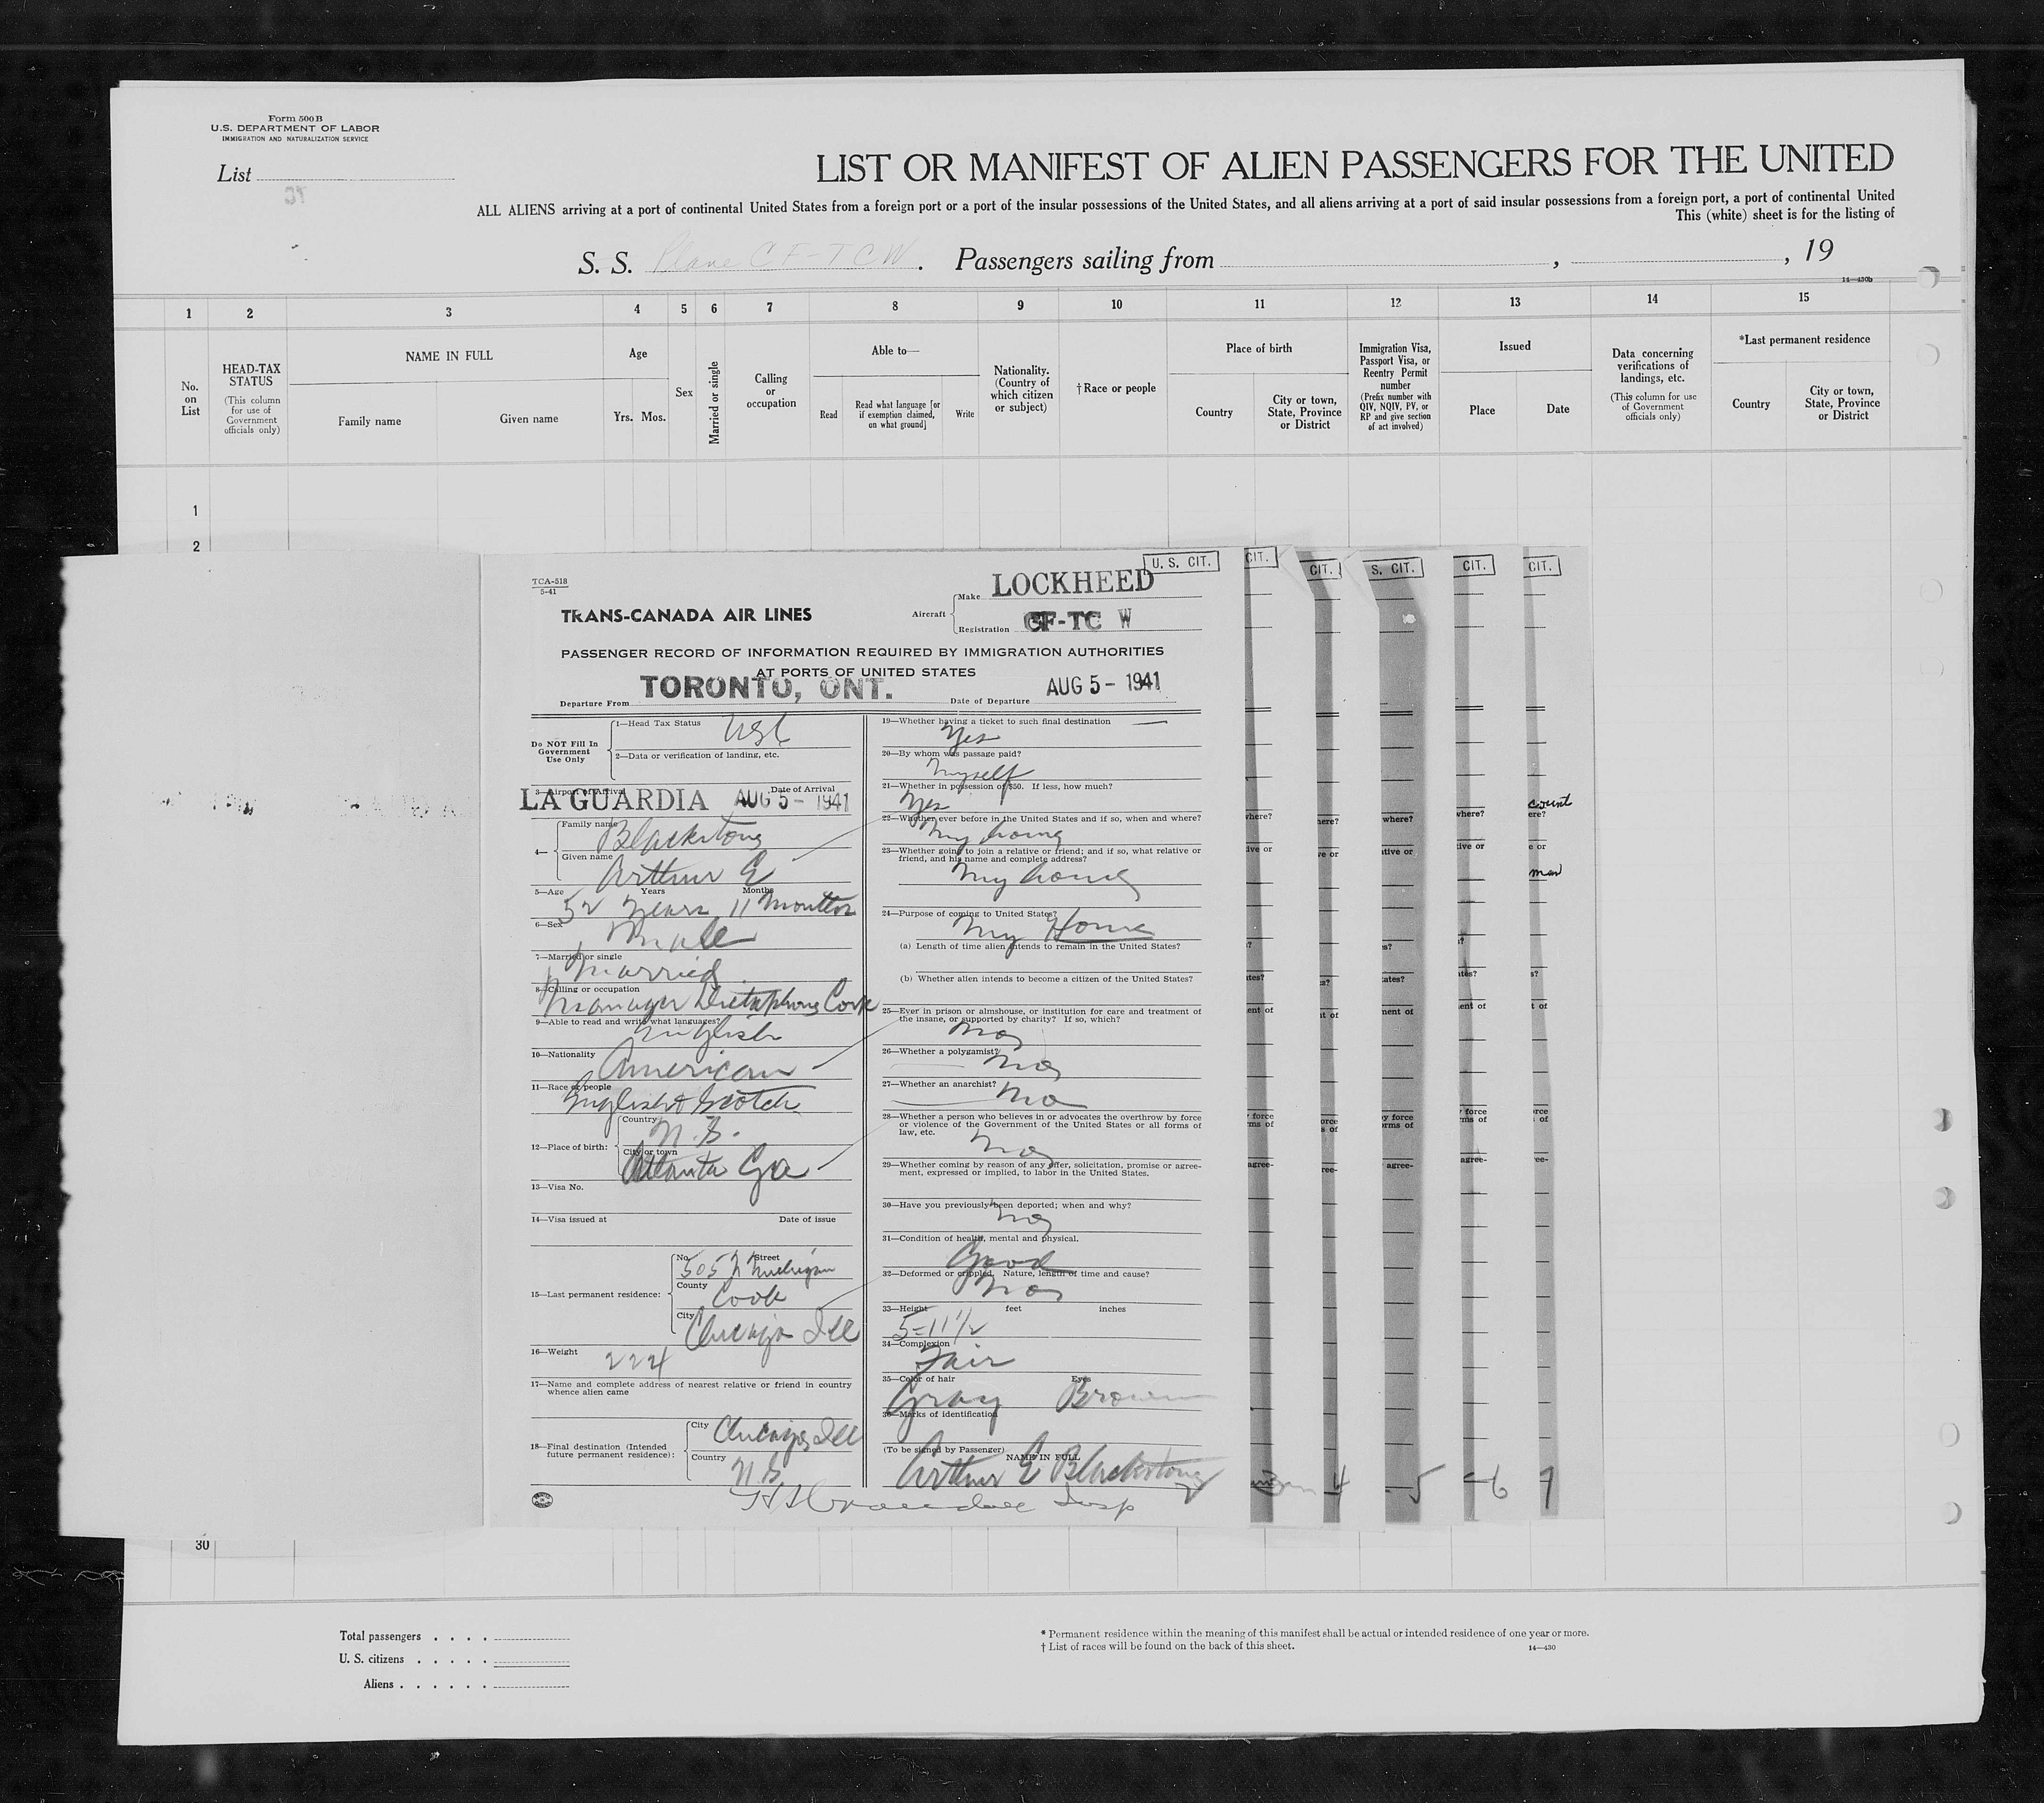 Form 500 B
U.S. DEPARTMENT OF LABOR
IMMIGRATION AND NATURALIZATION SERVICE
List
LIST OR MANIFEST OF ALIEN PASSENGERS FOR THE UNITED
ALL ALIENS arriving at a port of continental United States from a foreign port or a port of the insular possessions of the United States, and all aliens arriving at a port of said insular possessions from a foreign port, a port of continental United
This (white) sheet is for the listing of
S. S. Plane CF-TCW. Passengers sailing from , , 19
14—430b
1 2 3 4 5 6 7 8 9 10 11 12 13 14 15
No. on List
HEAD-TAX STATUS
(This column for use of Government officials only)
NAME IN FULL
Family name Given name
Age
Yrs. Mos.
Sex
Married or single
Calling or occupation
Able to—
Read
Read what language [or if exemption claimed, on what ground]
Write
Nationality. (Country of which citizen or subject)
†Race or people
Place of birth
Country
City or town, State, Province or District
Immigration Visa, Passport Visa, or Reentry Permit number
(Prefix number with QIV, NQIV, PV, or RP and give section of act involved)
Issued
Place Date
Data concerning verifications of landings, etc.
(This column for use of Government officials only)
*Last permanent residence
Country
City or town, State, Province or District
1
2
TCA-518
5-41
U. S. CIT. CIT. CIT. S. CIT. CIT. CIT.
TRANS-CANADA AIR LINES
Aircraft
Make LOCKHEED
Registration CF-TC W
PASSENGER RECORD OF INFORMATION REQUIRED BY IMMIGRATION AUTHORITIES
AT PORTS OF UNITED STATES
Departure From TORONTO, ONT. Date of Departure AUG 5 - 1941
Do NOT Fill In Government Use Only
1—Head Tax Status
2—Data or verification of landing, etc.
3—Airport of Arrival LA GUARDIA Date of Arrival AUG 5 - 1941
4— Family name Blackstone
Given name Arthur E
5—Age 52 Years 11 Months
6—Sex Male
7—Married or single Married
8—Calling or occupation Manager Dictaphone Corp
9—Able to read and write what languages? English
10—Nationality American
11—Race or people English & Scotch
12—Place of birth: Country U. S.
City or town Atlanta Ga
13—Visa No.
14—Visa issued at Date of issue
15—Last permanent residence: No. Street 505 N Michigan
County Cook
City Chicago Ill
16—Weight 224
17—Name and complete address of nearest relative or friend in country whence alien came
18—Final destination (Intended future permanent residence): City Chicago Ill
Country U.S.
19—Whether having a ticket to such final destination
Yes
20—By whom was passage paid?
Myself
21—Whether in possession of $50. If less, how much?
Yes
22—Whether ever before in the United States and if so, when and where?
My home
23—Whether going to join a relative or friend; and if so, what relative or friend, and his name and complete address?
My home
24—Purpose of coming to United States?
My Home
(a) Length of time alien intends to remain in the United States?
(b) Whether alien intends to become a citizen of the United States?
25—Ever in prison or almshouse, or institution for care and treatment of the insane, or supported by charity? If so, which?
No
26—Whether a polygamist?
No
27—Whether an anarchist?
No
28—Whether a person who believes in or advocates the overthrow by force or violence of the Government of the United States or all forms of law, etc.
No
29—Whether coming by reason of any offer, solicitation, promise or agreement, expressed or implied, to labor in the United States.
30—Have you previously been deported; when and why?
No
31—Condition of health, mental and physical.
Good
32—Deformed or crippled. Nature, length of time and cause?
No
33—Height feet inches
5-11 1/2
34—Complexion
Fair
35—Color of hair Eyes
Gray Brown
36—Marks of identification
(To be signed by Passenger)
NAME IN FULL
Arthur E Blackstone
Insp
4 5 6 7
30
Total passengers . . . .
U. S. citizens . . . . .
Aliens . . . . . .
* Permanent residence within the meaning of this manifest shall be actual or intended residence of one year or more.
† List of races will be found on the back of this sheet.
14—430